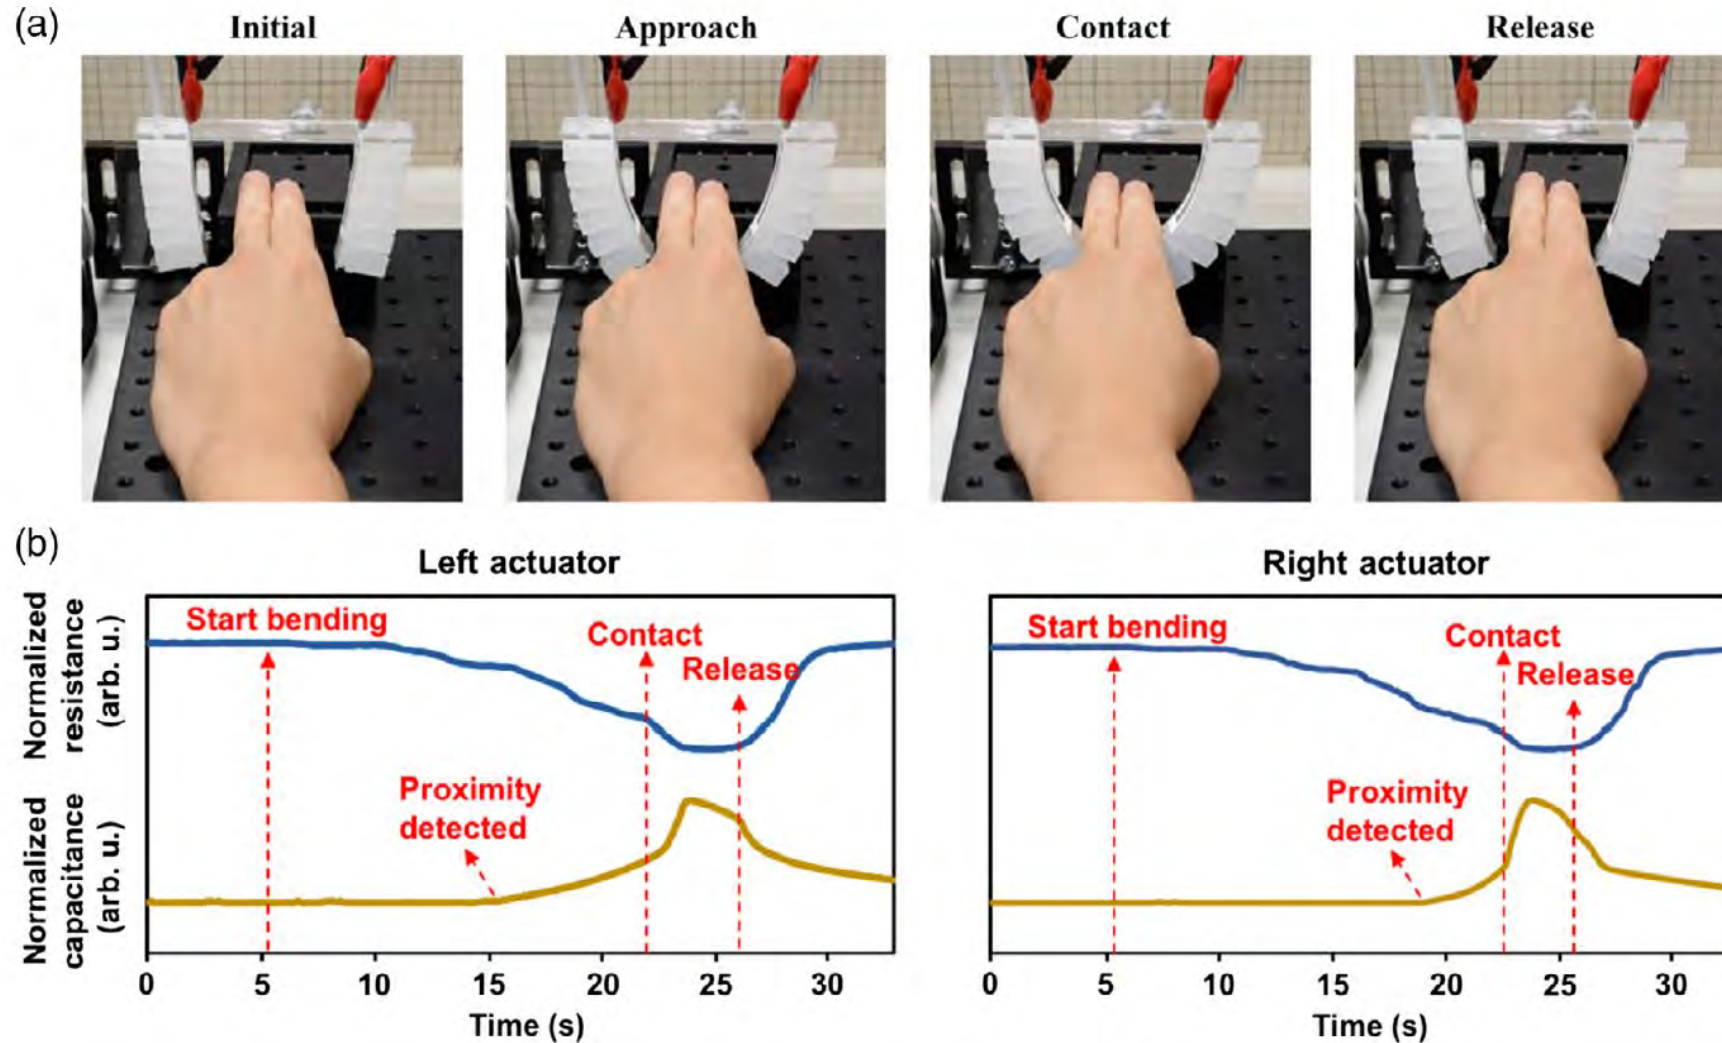 (a)
Initial
Approach
Contact
Release
(b)
Left actuator
Right actuator
Normalized
resistance
(arb. u.)
Start bending
Contact
Release
Start bending
Contact
Release
Normalized
capacitance
(arb. u.)
Proximity
detected
Proximity
detected
0 5 10 15 20 25 30
Time (s)
0 5 10 15 20 25 30
Time (s)